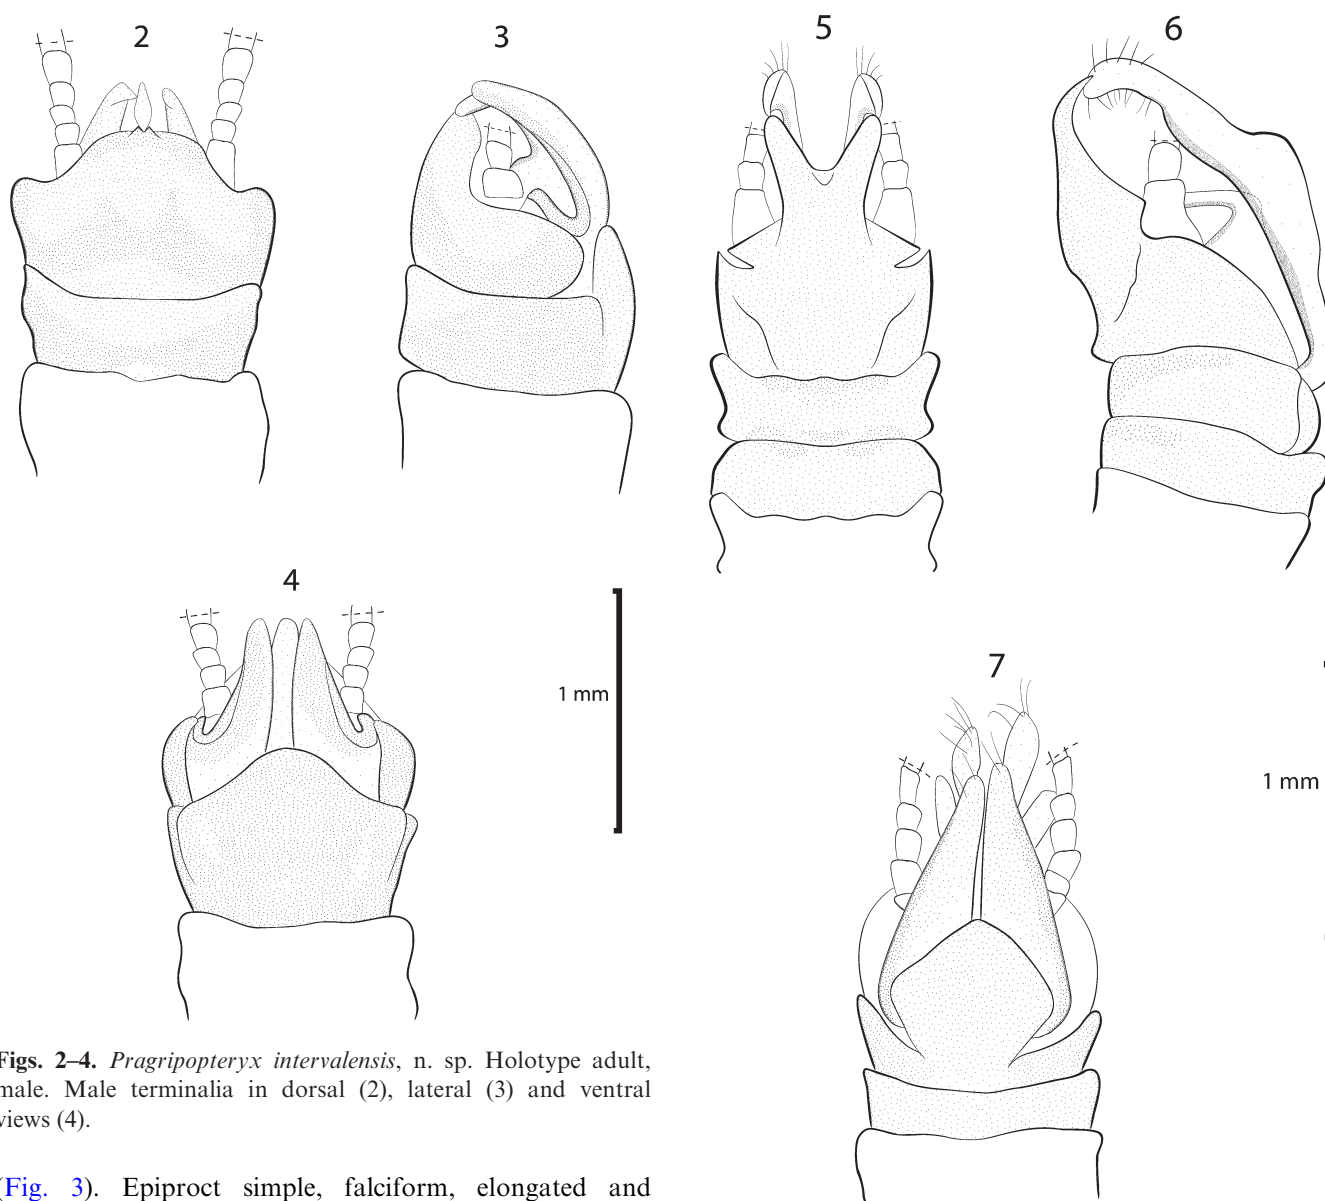 2
3
5
6
4
1 mm
7
1 mm
Figs. 2–4. Pragripopteryx intervalensis, n. sp. Holotype adult,
male. Male terminalia in dorsal (2), lateral (3) and ventral
views (4).
(Fig. 3). Epiproct simple, falciform, elongated and